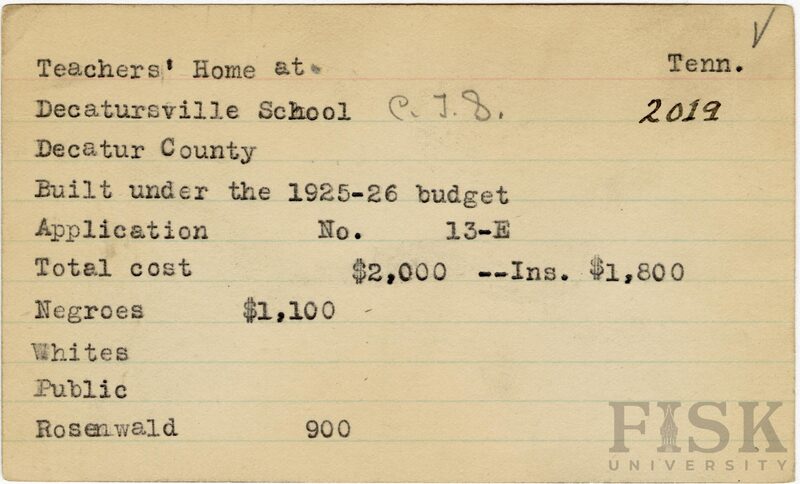 Teachers' Home at Tenn.
Decatursville School C.T.S. 2019
Decatur County
Built under the 1925-26 budget
Application No. 13-E
Total cost $2,000 --Ins. $1,800
Negroes $1,100
Whites
Public
Rosenwald 900
FISK
UNIVERSITY